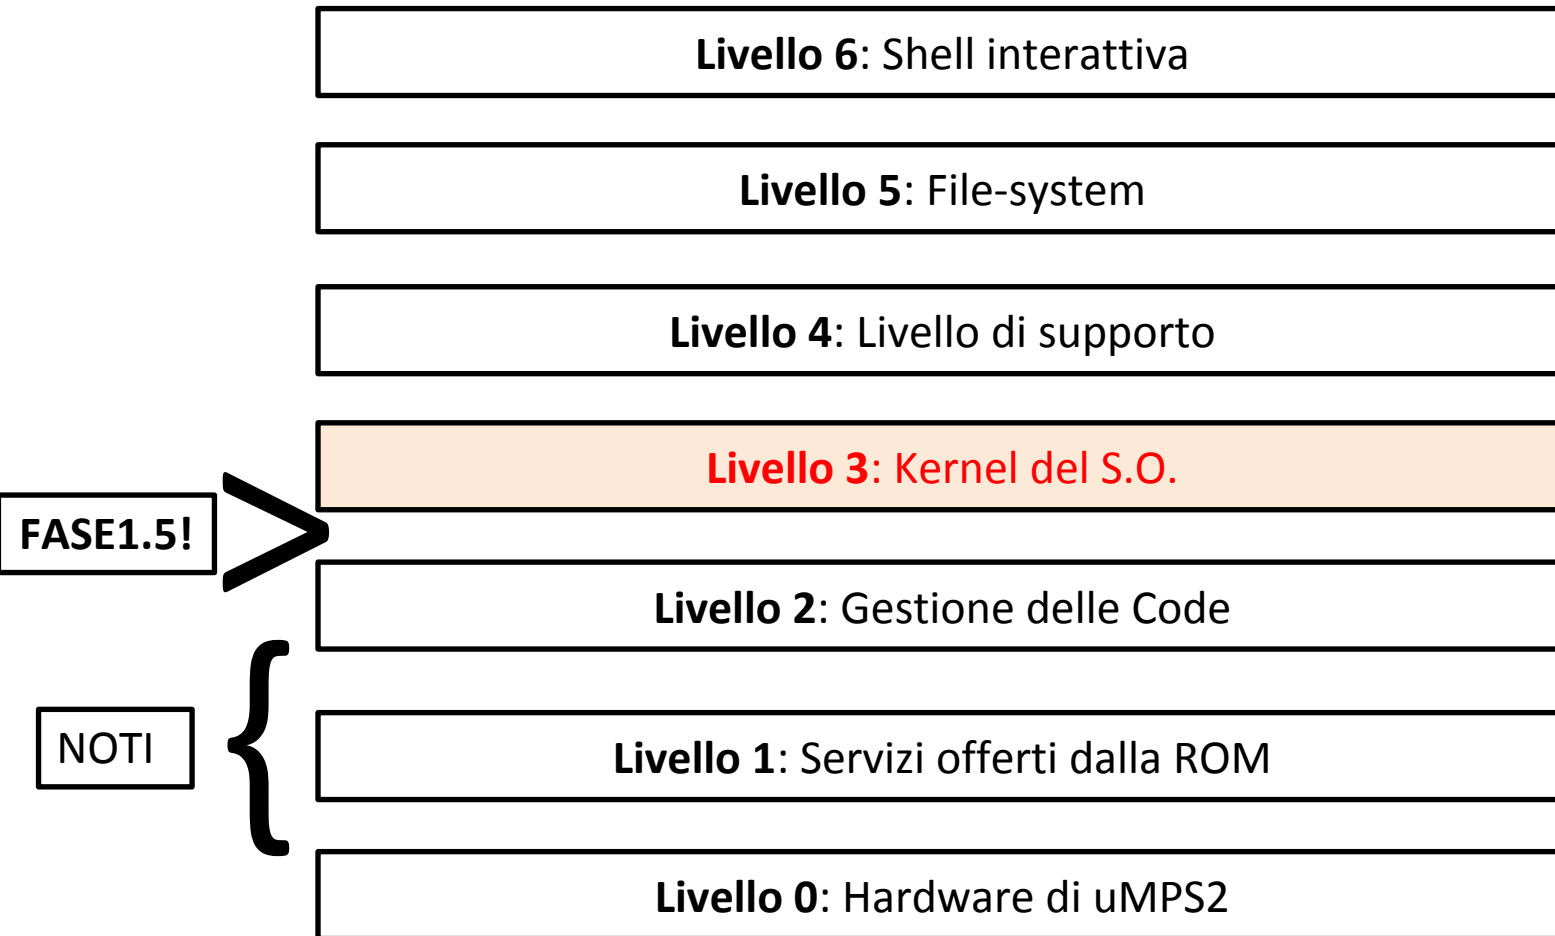 Livello 6: Shell interattiva
Livello 5: File-system
Livello 4: Livello di supporto
Livello 3: Kernel del S.O.
FASE1.5!
Livello 2: Gestione delle Code
NOTI
Livello 1: Servizi offerti dalla ROM
Livello 0: Hardware di uMPS2